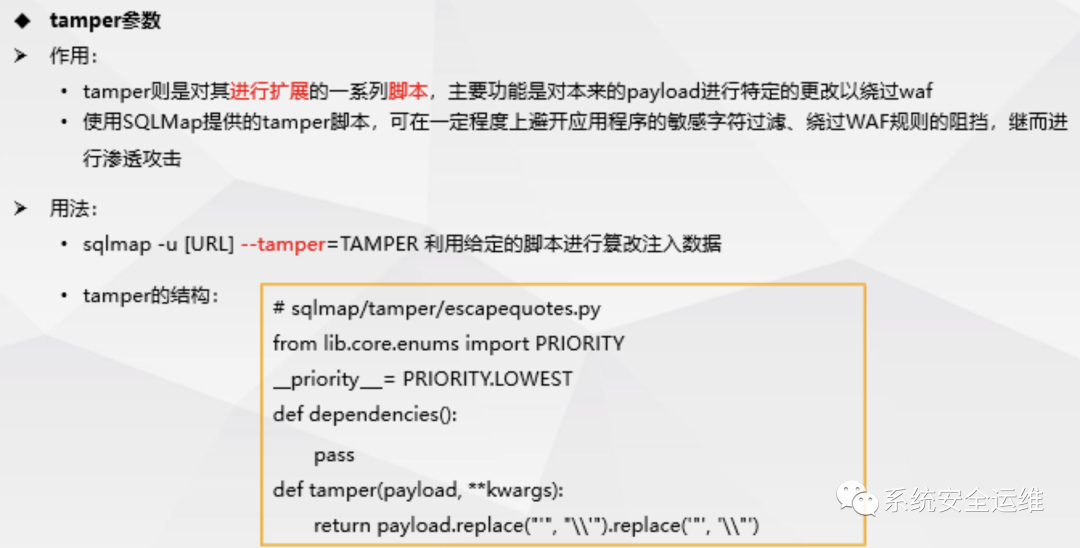 ◆ tamper参数
➤ 作用：
• tamper则是对其进行扩展的一系列脚本，主要功能是对本来的payload进行特定的更改以绕过waf
• 使用SQLMap提供的tamper脚本，可在一定程度上避开应用程序的敏感字符过滤、绕过WAF规则的阻挡，继而进
行渗透攻击
➤ 用法：
• sqlmap -u [URL] --tamper=TAMPER 利用给定的脚本进行篡改注入数据
• tamper的结构：
# sqlmap/tamper/escapequotes.py
from lib.core.enums import PRIORITY
__priority__= PRIORITY.LOWEST
def dependencies():
pass
def tamper(payload, **kwargs):
return payload.replace("'", "\\'").replace('"', '\\"')
系统安全运维